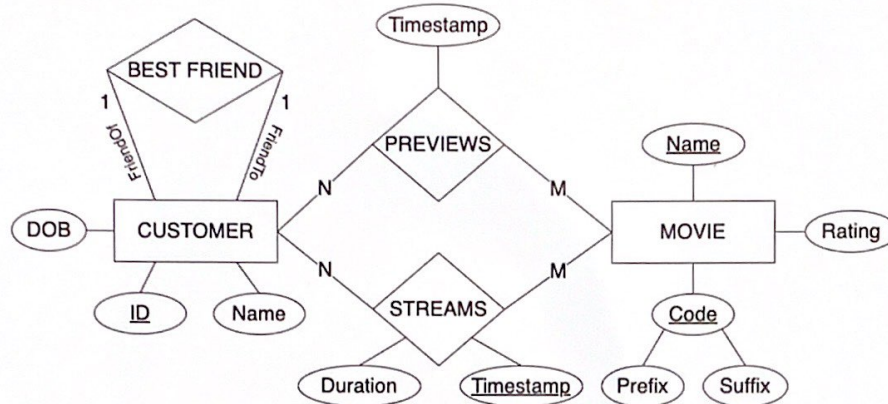 Timestamp
BEST FRIEND
1
1
FriendOf
FriendTo
PREVIEWS
Name
N
M
DOB
CUSTOMER
MOVIE
Rating
N
M
ID
Name
STREAMS
Code
Duration
Timestamp
Prefix
Suffix